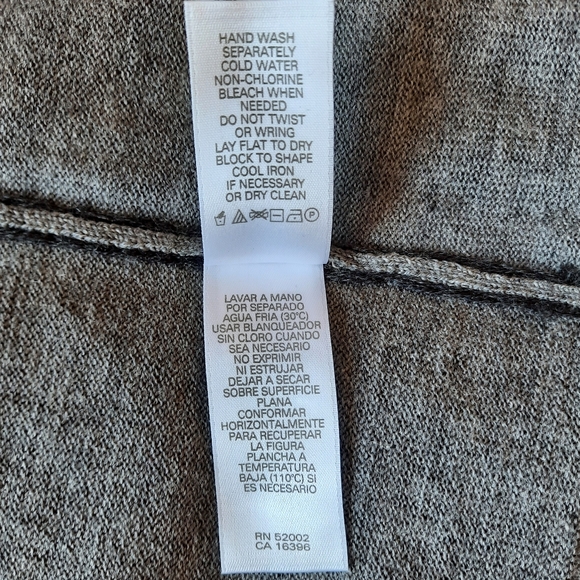 HAND WASH
SEPARATELY
COLD WATER
NON-CHLORINE
BLEACH WHEN
NEEDED
DO NOT TWIST
OR WRING
LAY FLAT TO DRY
BLOCK TO SHAPE
COOL IRON
IF NECESSARY
OR DRY CLEAN
P
LAVAR A MANO
POR SEPARADO
AGUA FRIA (30°C)
USAR BLANQUEADOR
SIN CLORO CUANDO
SEA NECESARIO
NO EXPRIMIR
NI ESTRUJAR
DEJAR A SECAR
SOBRE SUPERFICIE
PLANA
CONFORMAR
HORIZONTALMENTE
PARA RECUPERAR
LA FIGURA
PLANCHA A
TEMPERATURA
BAJA (110°C) SI
ES NECESARIO
RN 52002
CA 16396